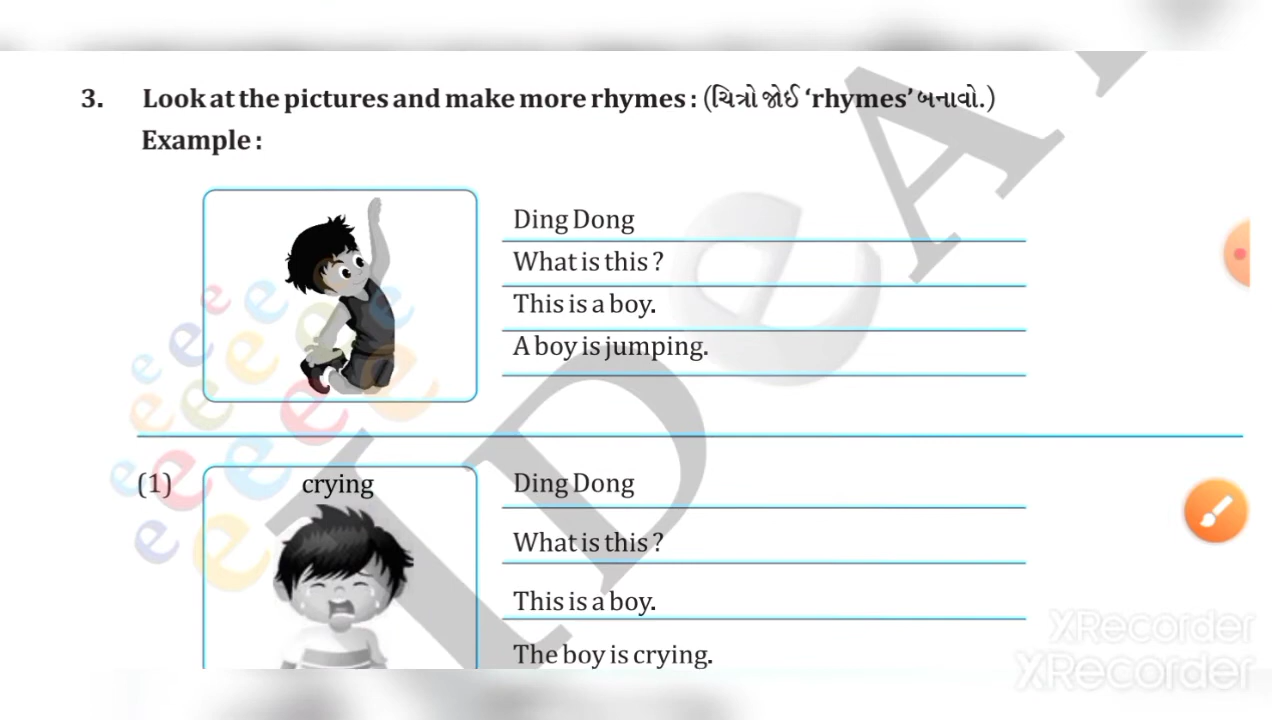 3. Look at the pictures and make more rhymes : (ચિત્રો જોઈ ‘rhymes’ બનાવો.)
Example :
Ding Dong
What is this ?
This is a boy.
A boy is jumping.
(1) crying
Ding Dong
What is this ?
This is a boy.
The boy is crying.
IDEA
XRecorder
XRecorder